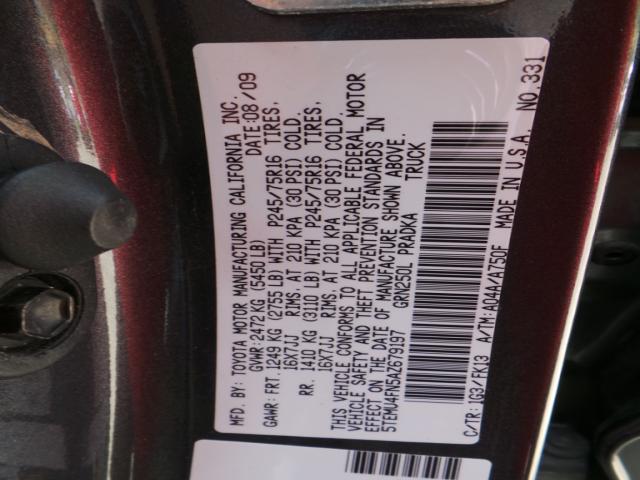 MFD. BY: TOYOTA MOTOR MANUFACTURING CALIFORNIA INC.
GVWR: 2472 KG (5450 LB) DATE: 08/09
GAWR: FRT. 1249 KG (2755 LB) WITH P245/75R16 TIRES,
16X7JJ RIMS, AT 210 KPA (30 PSI) COLD.
RR. 1410 KG (3110 LB) WITH P245/75R16 TIRES,
16X7JJ RIMS, AT 210 KPA (30 PSI) COLD.
THIS VEHICLE CONFORMS TO ALL APPLICABLE FEDERAL MOTOR
VEHICLE SAFETY AND THEFT PREVENTION STANDARDS IN
EFFECT ON THE DATE OF MANUFACTURE SHOWN ABOVE.
5TEMU4FN5AZ679197 GRN250L PRADKA TRUCK
C/TR: 1G3/FK13 A/TM: A04A/A750F MADE IN U.S.A. NO.331